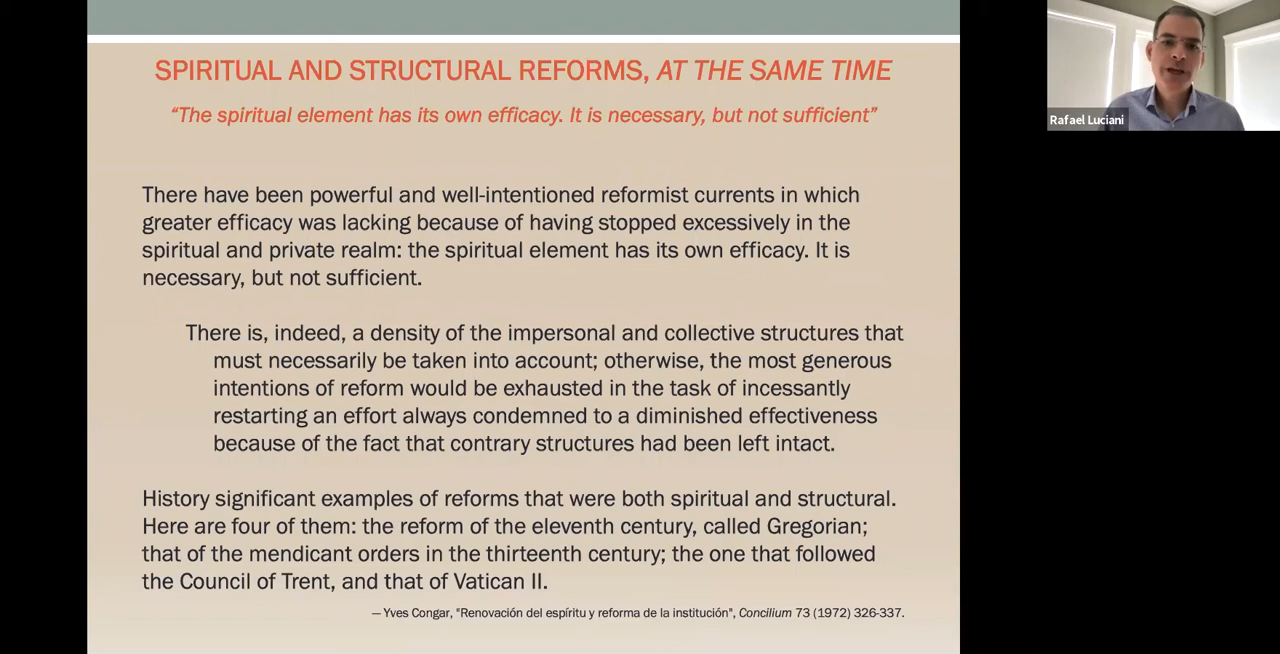 SPIRITUAL AND STRUCTURAL REFORMS, AT THE SAME TIME
“The spiritual element has its own efficacy. It is necessary, but not sufficient”
There have been powerful and well-intentioned reformist currents in which
greater efficacy was lacking because of having stopped excessively in the
spiritual and private realm: the spiritual element has its own efficacy. It is
necessary, but not sufficient.
There is, indeed, a density of the impersonal and collective structures that
must necessarily be taken into account; otherwise, the most generous
intentions of reform would be exhausted in the task of incessantly
restarting an effort always condemned to a diminished effectiveness
because of the fact that contrary structures had been left intact.
History significant examples of reforms that were both spiritual and structural.
Here are four of them: the reform of the eleventh century, called Gregorian;
that of the mendicant orders in the thirteenth century; the one that followed
the Council of Trent, and that of Vatican II.
— Yves Congar, "Renovación del espíritu y reforma de la institución", Concilium 73 (1972) 326-337.
Rafael Luciani